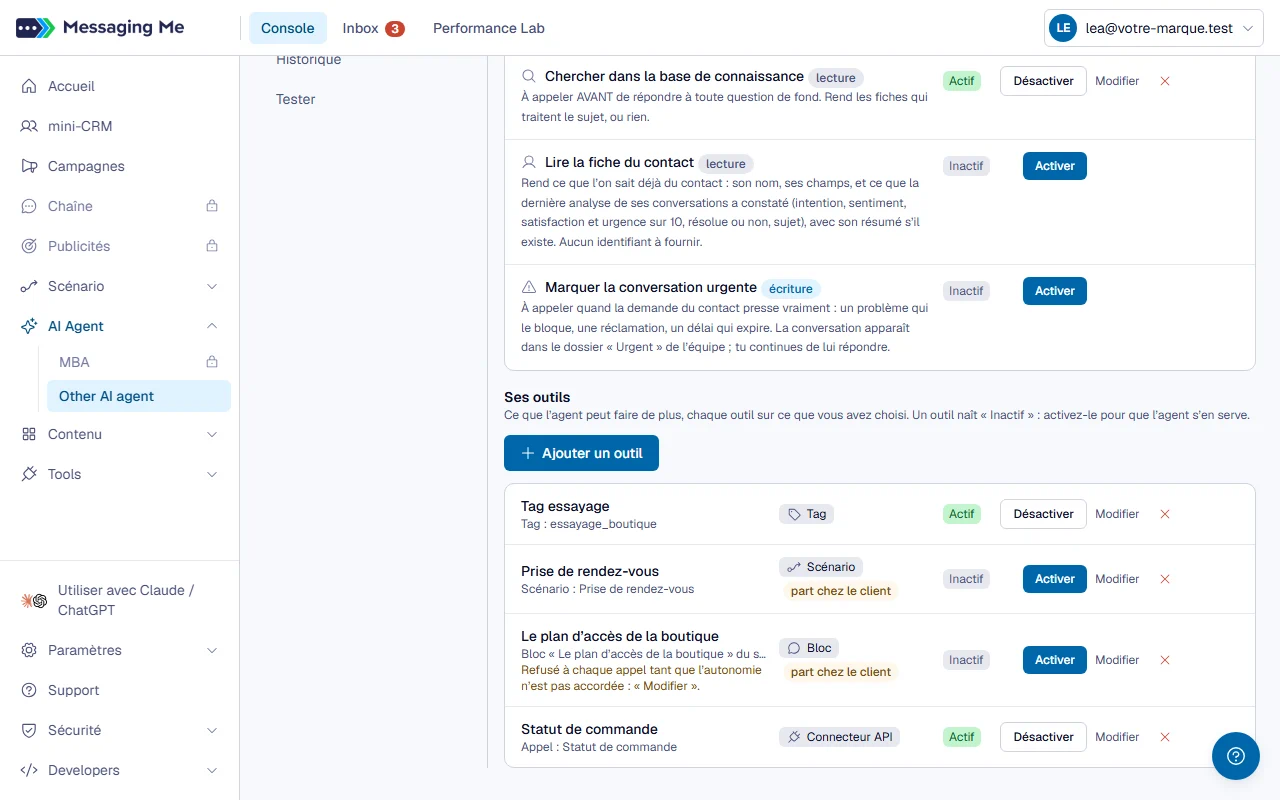 Messaging Me
Console
Inbox 3
Performance Lab
LE lea@votre-marque.test
Accueil
mini-CRM
Campagnes
Chaîne
Publicités
Scénario
AI Agent
MBA
Other AI agent
Contenu
Tools
Utiliser avec Claude /
ChatGPT
Paramètres
Support
Sécurité
Developers
Historique
Tester
Chercher dans la base de connaissance lecture
À appeler AVANT de répondre à toute question de fond. Rend les fiches qui
traitent le sujet, ou rien.
Actif Désactiver Modifier
Lire la fiche du contact lecture
Rend ce que l’on sait déjà du contact : son nom, ses champs, et ce que la
dernière analyse de ses conversations a constaté (intention, sentiment,
satisfaction et urgence sur 10, résolue ou non, sujet), avec son résumé s’il
existe. Aucun identifiant à fournir.
Inactif Activer
Marquer la conversation urgente écriture
À appeler quand la demande du contact presse vraiment : un problème qui
le bloque, une réclamation, un délai qui expire. La conversation apparaît
dans le dossier « Urgent » de l’équipe ; tu continues de lui répondre.
Inactif Activer
Ses outils
Ce que l’agent peut faire de plus, chaque outil sur ce que vous avez choisi. Un outil naît « Inactif » : activez-le pour que l’agent s’en serve.
Ajouter un outil
Tag essayage
Tag : essayage_boutique
Tag
Actif Désactiver Modifier
Prise de rendez-vous
Scénario : Prise de rendez-vous
Scénario
part chez le client
Inactif Activer Modifier
Le plan d’accès de la boutique
Bloc « Le plan d’accès de la boutique » du s…
Refusé à chaque appel tant que l’autonomie
n’est pas accordée : « Modifier ».
Bloc
part chez le client
Inactif Activer Modifier
Statut de commande
Appel : Statut de commande
Connecteur API
Actif Désactiver Modifier